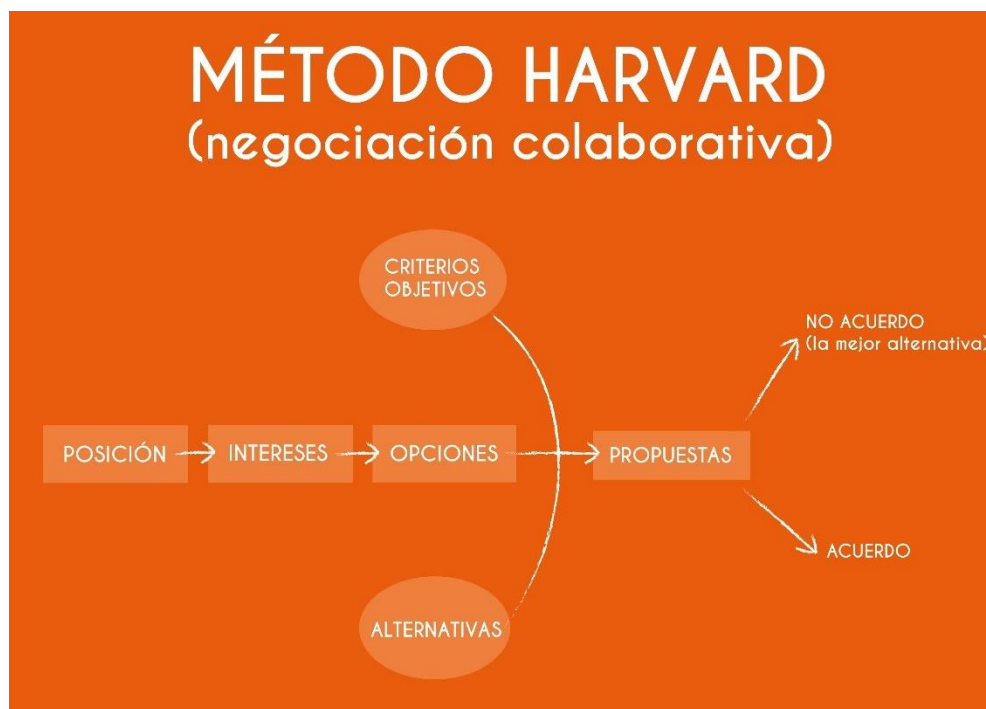 MÉTODO HARVARD
(negociación colaborativa)
CRITERIOS
OBJETIVOS
NO ACUERDO
(la mejor alternativa)
POSICIÓN
INTERESES
OPCIONES
PROPUESTAS
ACUERDO
ALTERNATIVAS